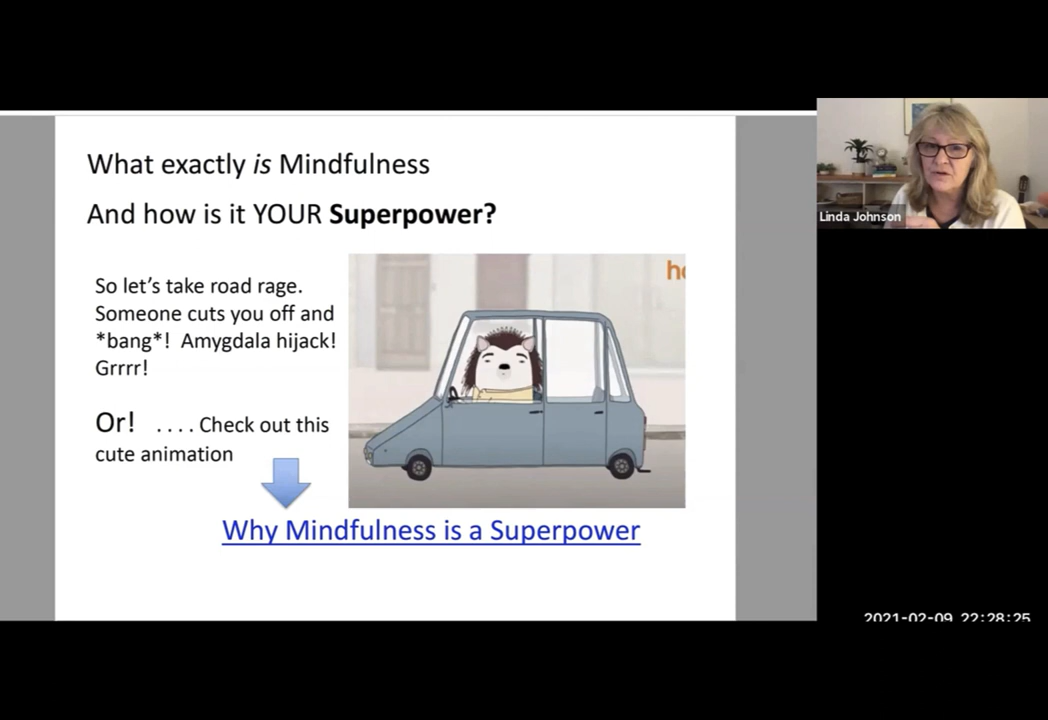 What exactly is Mindfulness
And how is it YOUR Superpower?
So let’s take road rage.
Someone cuts you off and
*bang*!  Amygdala hijack!
Grrrr!
Or!  . . . . Check out this
cute animation
Why Mindfulness is a Superpower
Linda Johnson
2021-02-09 22:28:25